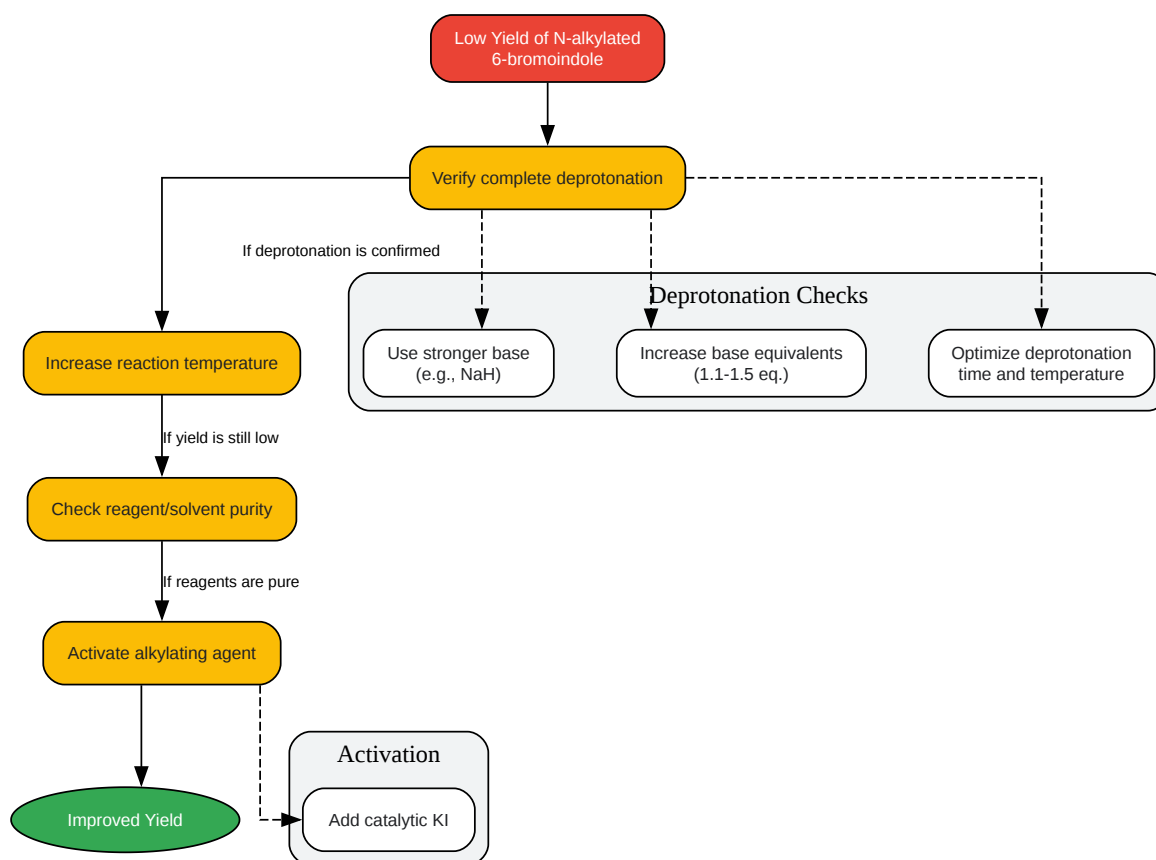 Low Yield of N-alkylated
6-bromoindole
Verify complete deprotonation
If deprotonation is confirmed
Deprotonation Checks
Use stronger base
(e.g., NaH)
Increase base equivalents
(1.1-1.5 eq.)
Optimize deprotonation
time and temperature
Increase reaction temperature
If yield is still low
Check reagent/solvent purity
If reagents are pure
Activate alkylating agent
Activation
Add catalytic KI
Improved Yield